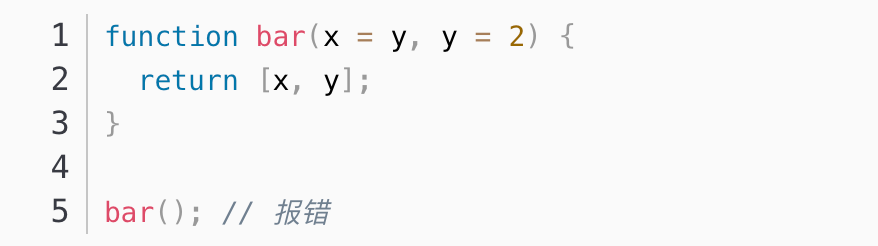 1 function bar(x = y, y = 2) {
2   return [x, y];
3 }
4
5 bar(); // 报错